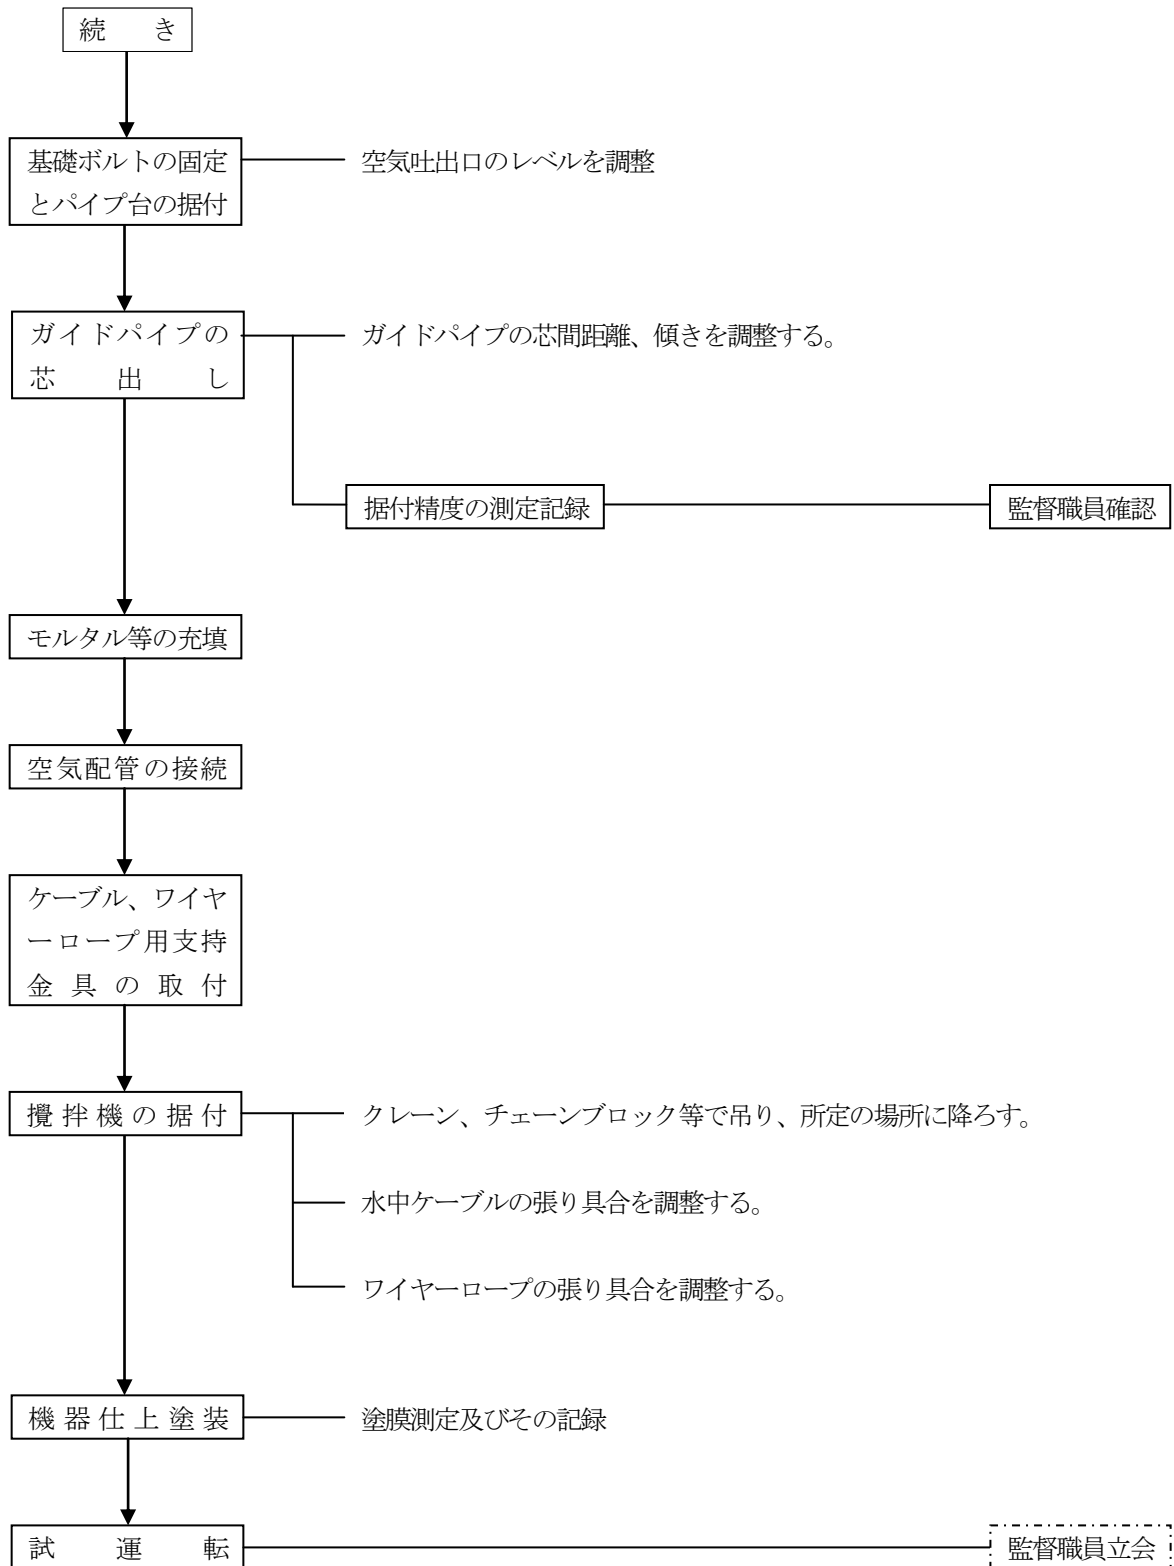 続き
基礎ボルトの固定
とパイプ台の据付
空気吐出口のレベルを調整
ガイドパイプの
芯出し
ガイドパイプの芯間距離、傾きを調整する。
据付精度の測定記録
監督職員確認
モルタル等の充填
空気配管の接続
ケーブル、ワイヤ
ーロープ用支持
金具の取付
攪拌機の据付
クレーン、チェーンブロック等で吊り、所定の場所に降ろす。
水中ケーブルの張り具合を調整する。
ワイヤーロープの張り具合を調整する。
機器仕上塗装
塗膜測定及びその記録
試運転
監督職員立会